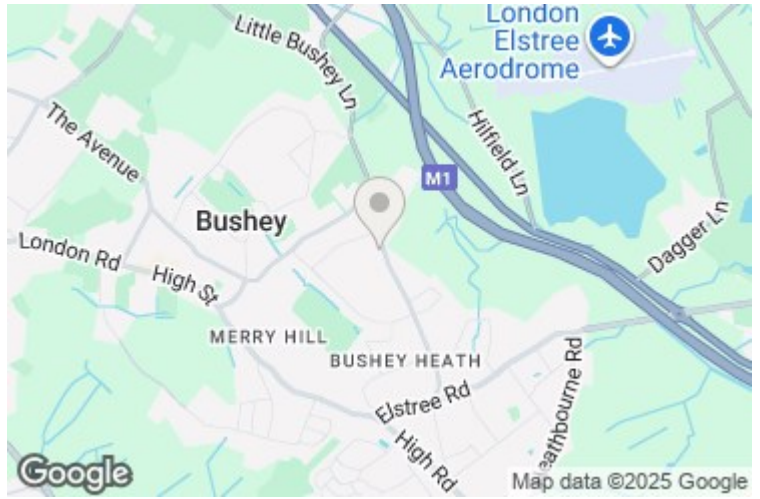 London
Elstree
Aerodrome
Little Bushey Ln
The Avenue
Hilfield Ln
M1
Bushey
Dagger Ln
London Rd
High St
MERRY HILL
BUSHEY HEATH
Elstree Rd
High Rd
Google
Map data ©2025 Google